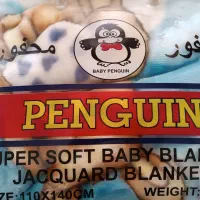 محفور
فور
BABY PENGUIN
PENGUIN
UPER SOFT BABY BLA
JACQUARD BLANKE
ZE:110X140CM WEIGHT: